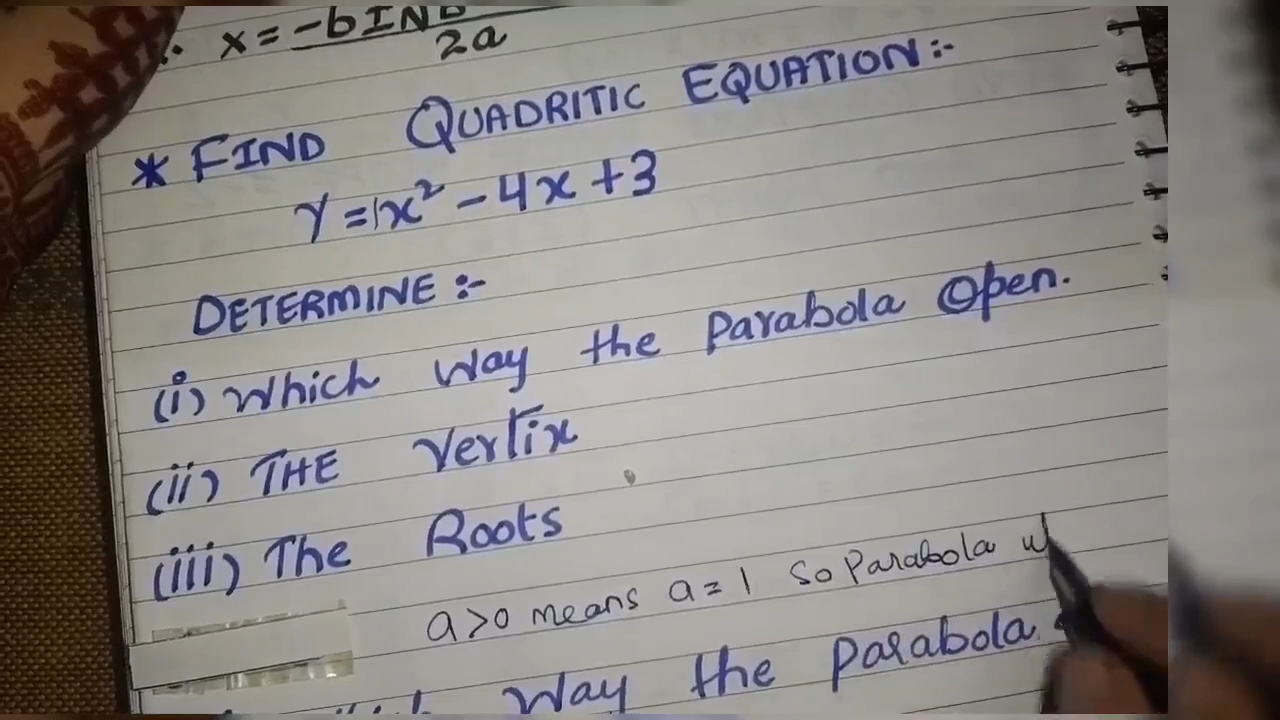 ∴ x = -b IND
2a
* FIND QUADRITIC EQUATION:-
Y = 1x² - 4x + 3
DETERMINE:-
(i) Which way the Parabola Open.
(ii) THE Vertix
(iii) The Roots
a>0 means a = 1 So Parabola
Way the Parabola